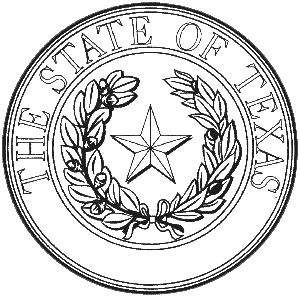 THE STATE OF TEXAS